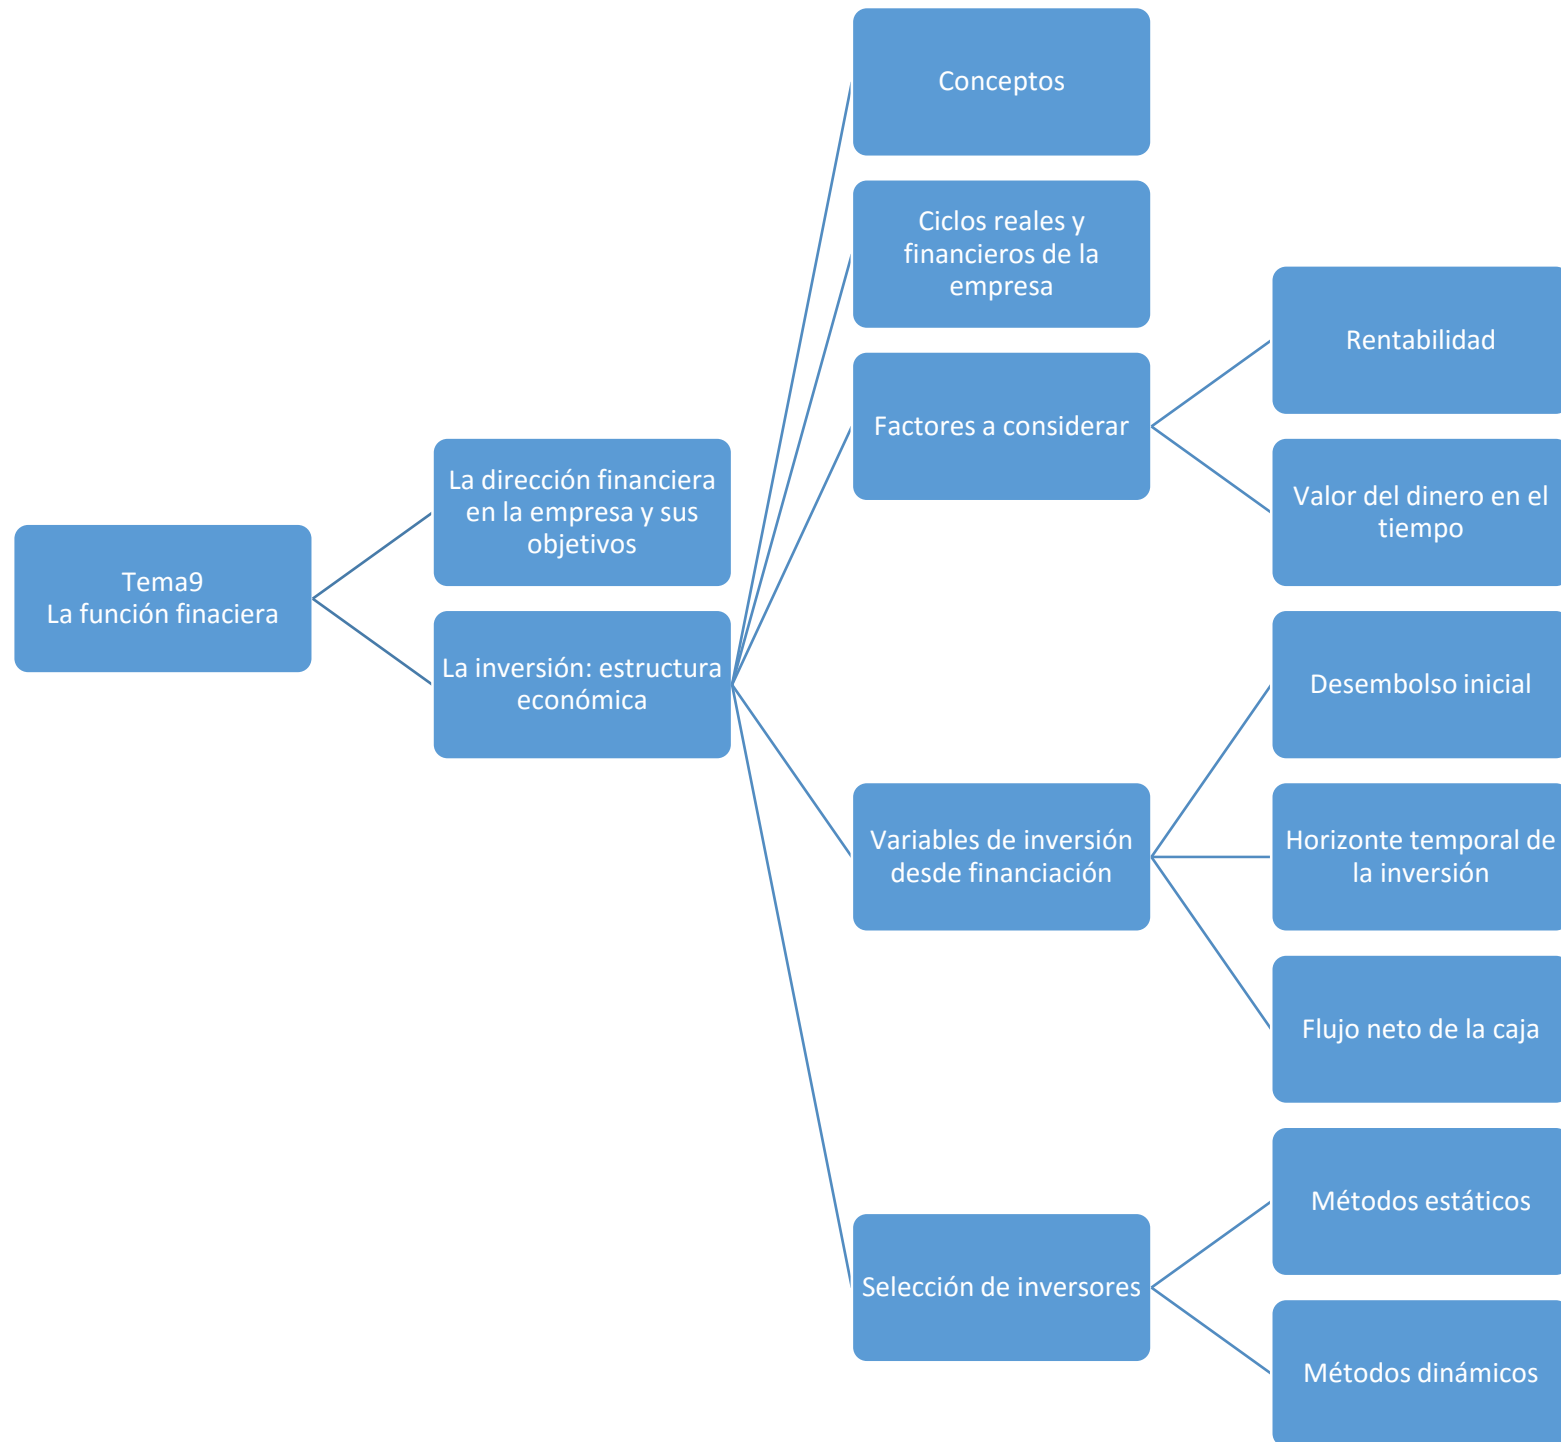 Tema9
La función finaciera
La dirección financiera
en la empresa y sus
objetivos
La inversión: estructura
económica
Conceptos
Ciclos reales y
financieros de la
empresa
Factores a considerar
Rentabilidad
Valor del dinero en el
tiempo
Variables de inversión
desde financiación
Desembolso inicial
Horizonte temporal de
la inversión
Flujo neto de la caja
Selección de inversores
Métodos estáticos
Métodos dinámicos